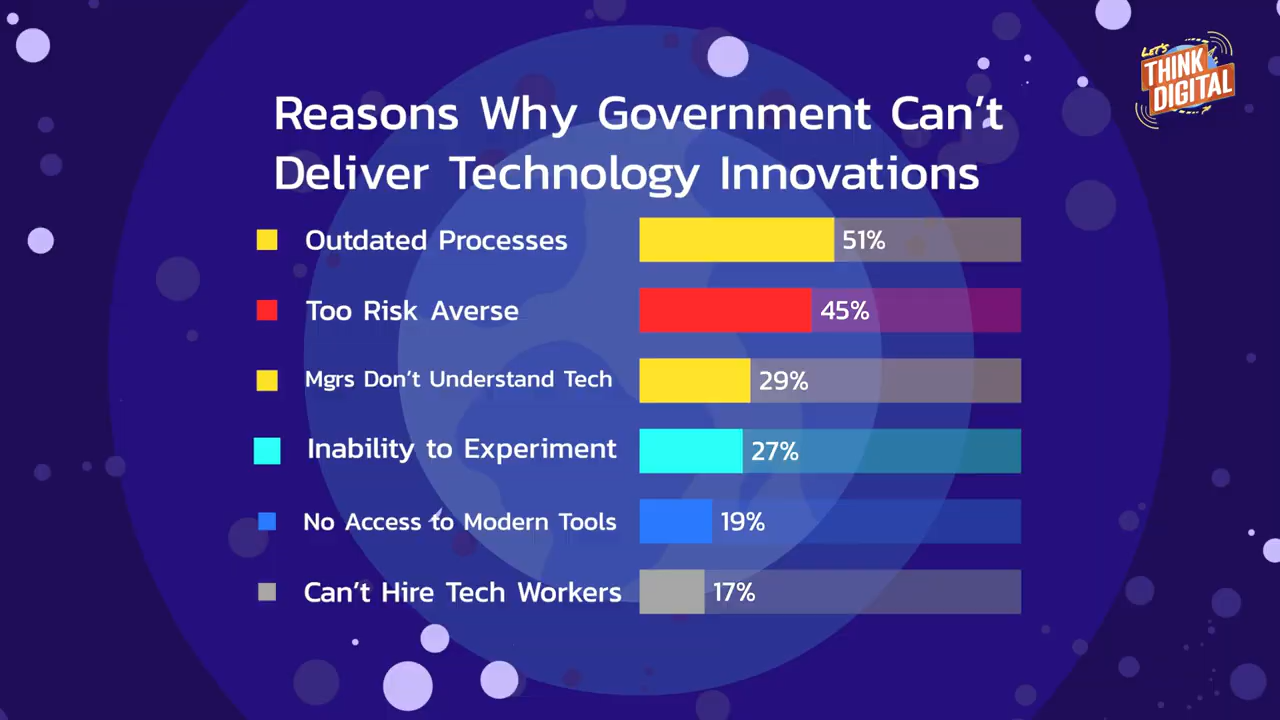 LET'S
THINK
DIGITAL
Reasons Why Government Can't
Deliver Technology Innovations
Outdated Processes 51%
Too Risk Averse 45%
Mgrs Don't Understand Tech 29%
Inability to Experiment 27%
No Access to Modern Tools 19%
Can't Hire Tech Workers 17%